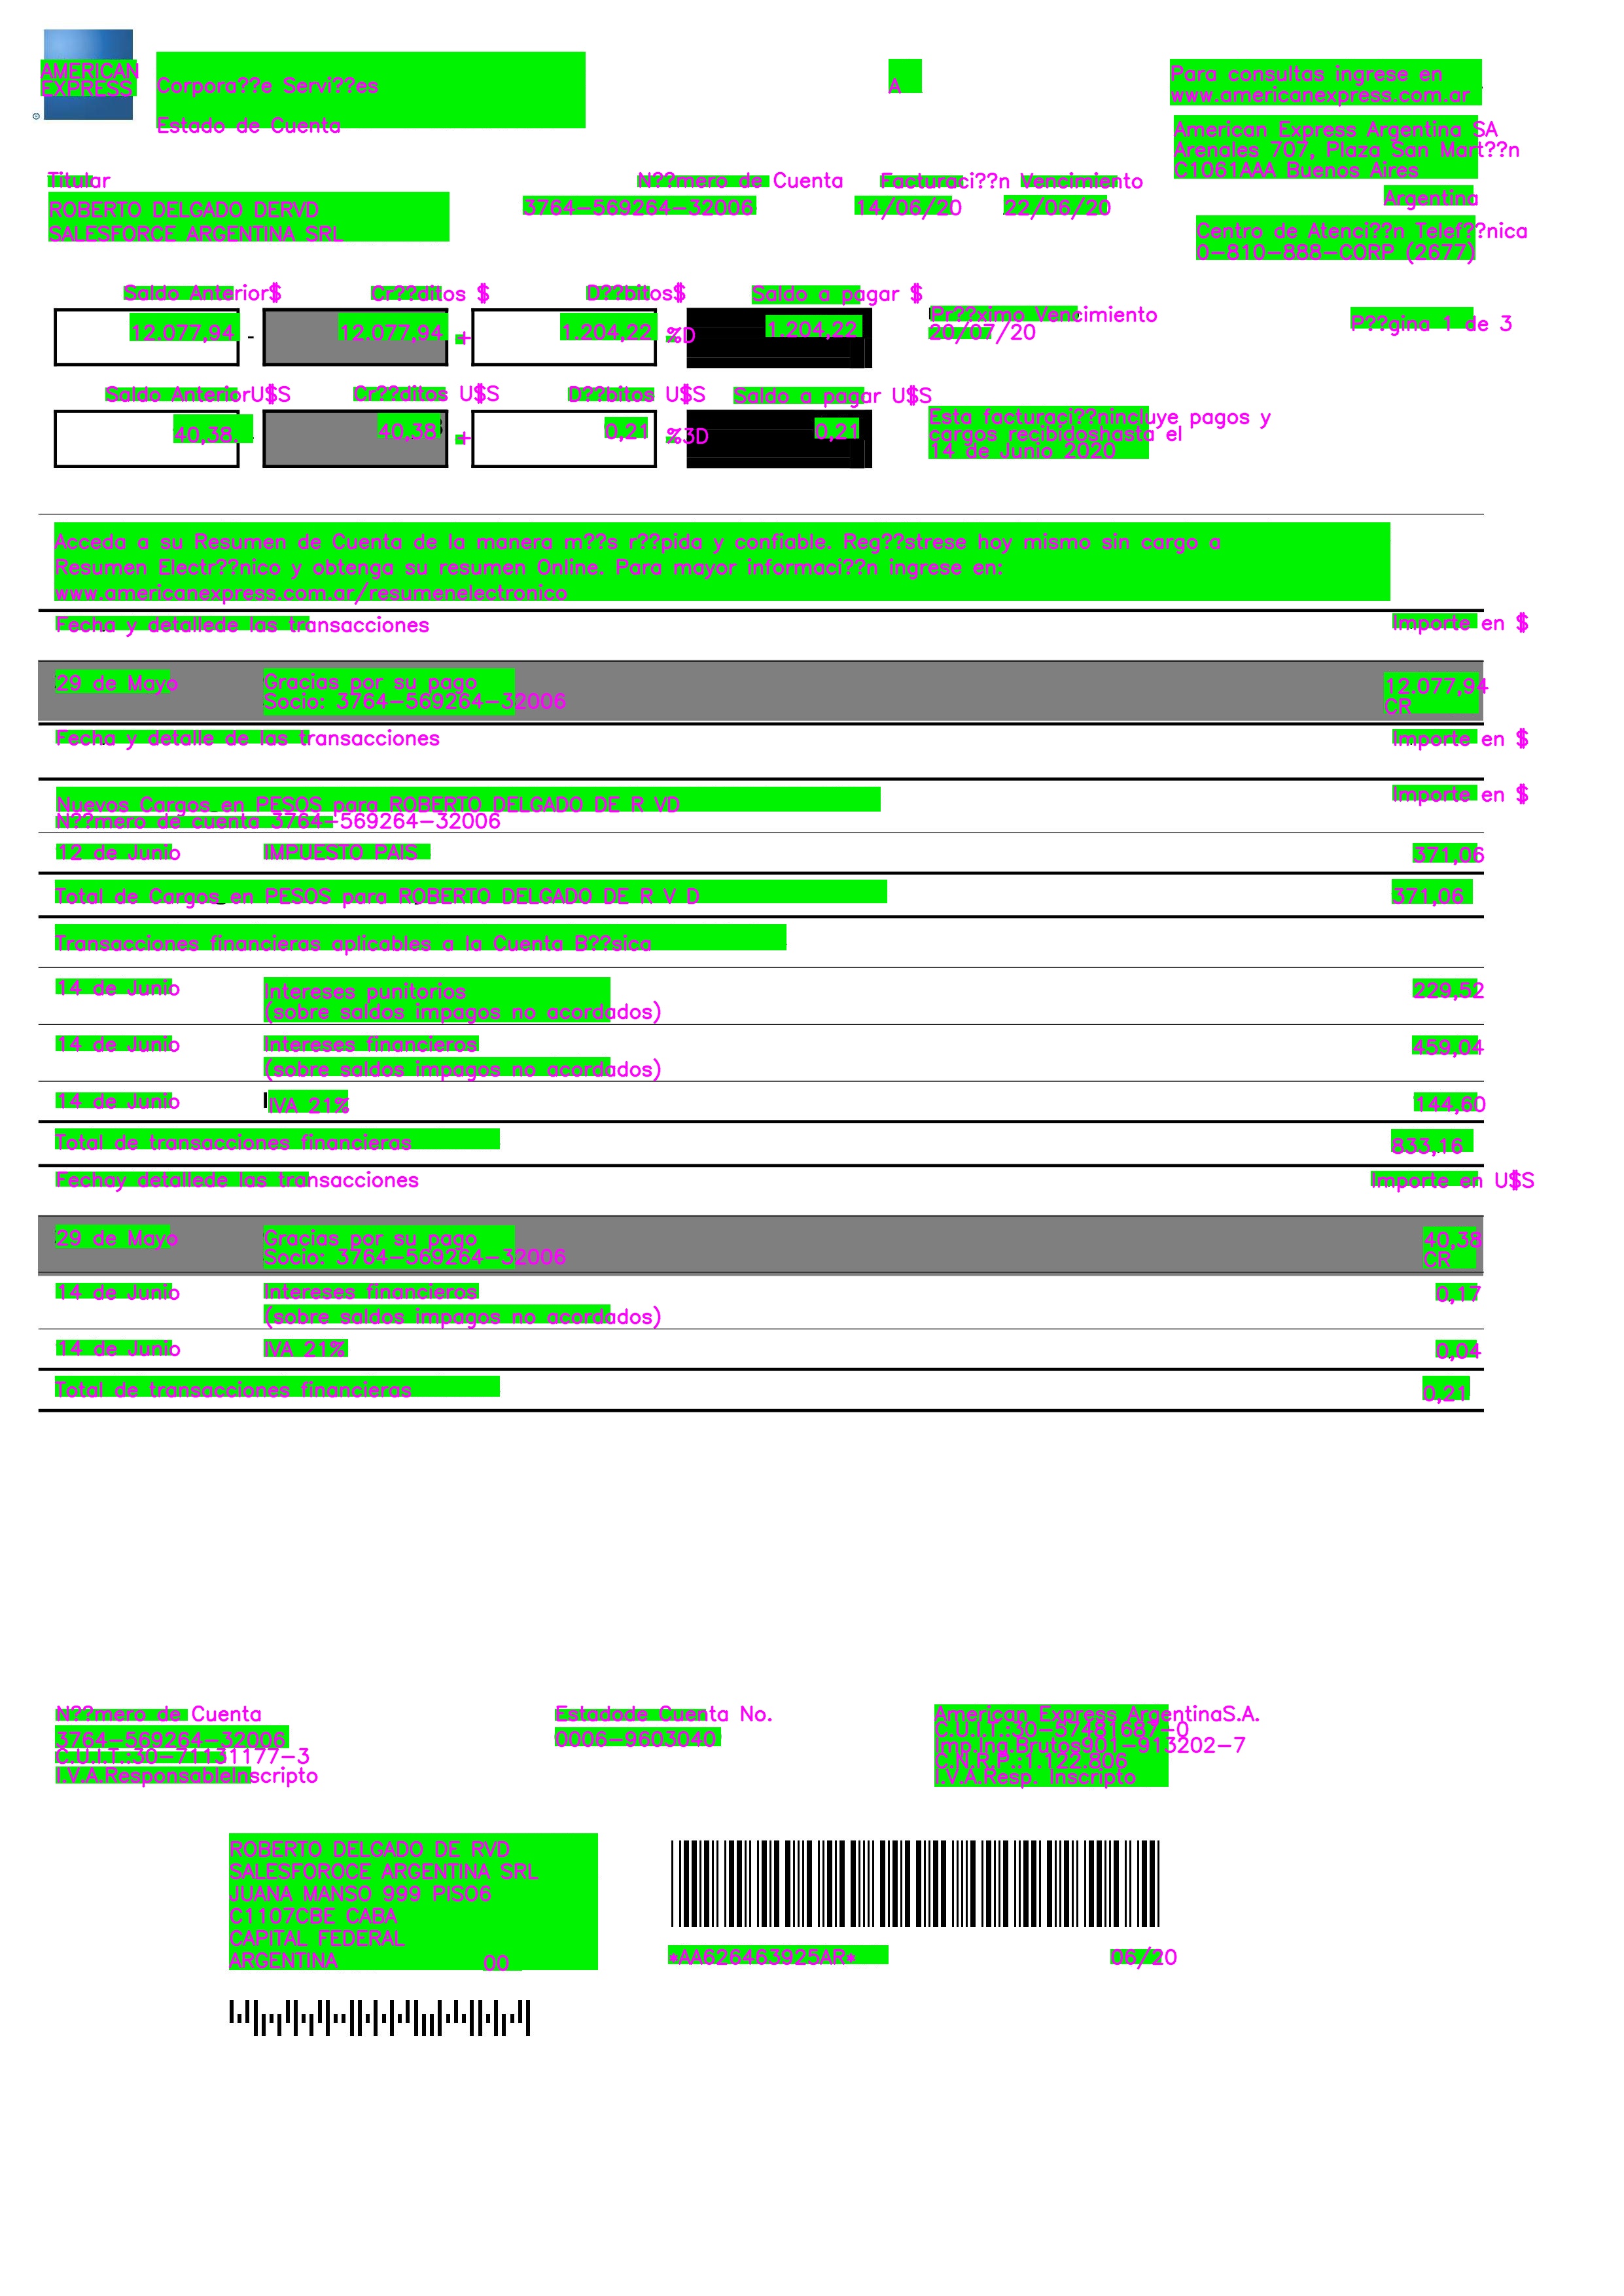 AMERICAN
EXPRESS
®
Corpora??e Servi??es
Estado de Cuenta
A
Para consultas ingrese en
www.americanexpress.com.ar
American Express Argentina SA
Arenales 707, Plaza San Mart??n
C1061AAA Buenos Aires
Argentina
Centro de Atenci??n Telef??nica
0-810-888-CORP (2677)
Titular
ROBERTO DELGADO DERVD
SALESFORCE ARGENTINA SRL
N??mero de Cuenta Facturaci??n Vencimiento
3764-569264-32006 14/06/20 22/06/20
Saldo Anterior$ Cr??ditos $ D??bitos$ Saldo a pagar $
12.077,94 - 12.077,94 + 1.204,22 %D 1.204,22
Pr??ximo Vencimiento
20/07/20
P??gina 1 de 3
Saldo AnteriorU$S Cr??ditos U$S D??bitos U$S Saldo a pagar U$S
40,38 - 40,38 + 0,21 %3D 0,21
Esta facturaci??nincluye pagos y
cargos recibidoshasta el
14 de Junio 2020
Acceda a su Resumen de Cuenta de la manera m??s r??pida y confiable. Reg??strese hoy mismo sin cargo a
Resumen Electr??nico y obtenga su resumen Online. Para mayor informaci??n ingrese en:
www.americanexpress.com.ar/resumenelectronico
Fecha y detallede las transacciones Importe en $
29 de Mayo Gracias por su pago 12.077,94
Socio: 3764-569264-32006 CR
Fecha y detalle de las transacciones Importe en $
Nuevos Cargos en PESOS para ROBERTO DELGADO DE R VD Importe en $
N??mero de cuenta 3764-569264-32006
12 de Junio IMPUESTO PAIS 371,06
Total de Cargos en PESOS para ROBERTO DELGADO DE R V D 371,06
Transacciones financieras aplicables a la Cuenta B??sica
14 de Junio Intereses punitorios 229,52
(sobre saldos impagos no acordados)
14 de Junio Intereses financieros 459,04
(sobre saldos impagos no acordados)
14 de Junio IVA 21% 144,60
Total de transacciones financieras 833,16
Fechay detallede las transacciones Importe en U$S
29 de Mayo Gracias por su pago 40,38
Socio: 3764-569264-32006 CR
14 de Junio Intereses financieros 0,17
(sobre saldos impagos no acordados)
14 de Junio IVA 21% 0,04
Total de transacciones financieras 0,21
N??mero de Cuenta
3764-569264-32006
C.U.I.T.:30-71131177-3
I.V.A.ResponsableInscripto
Estadode Cuenta No.
0006-9603040
American Express ArgentinaS.A.
C.U.I.T.:30-57481687-0
Imp.Ing.Brutos901-913202-7
C.N.R.P.:1.122.806
I.V.A.Resp. Inscripto
ROBERTO DELGADO DE RVD
SALESFOROCE ARGENTINA SRL
JUANA MANSO 999 PISO6
C1107CBE CABA
CAPITAL FEDERAL
ARGENTINA 00
*AA626463925AR* 06/20